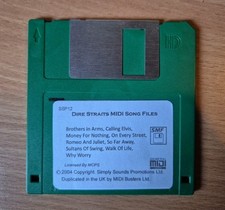 SSF12
DIRE STRAITS MIDI SONG FILES
Brothers in Arms, Calling Elvis,
Money For Nothing, On Every Street,
Romeo And Juliet, So Far Away,
Sultans Of Swing, Walk Of Life,
Why Worry
SMF
Licensed by MCPS
MIDI
© 2004 Copyright Simply Sounds Promotions Ltd
Duplicated in the UK by MIDI Busters Ltd.